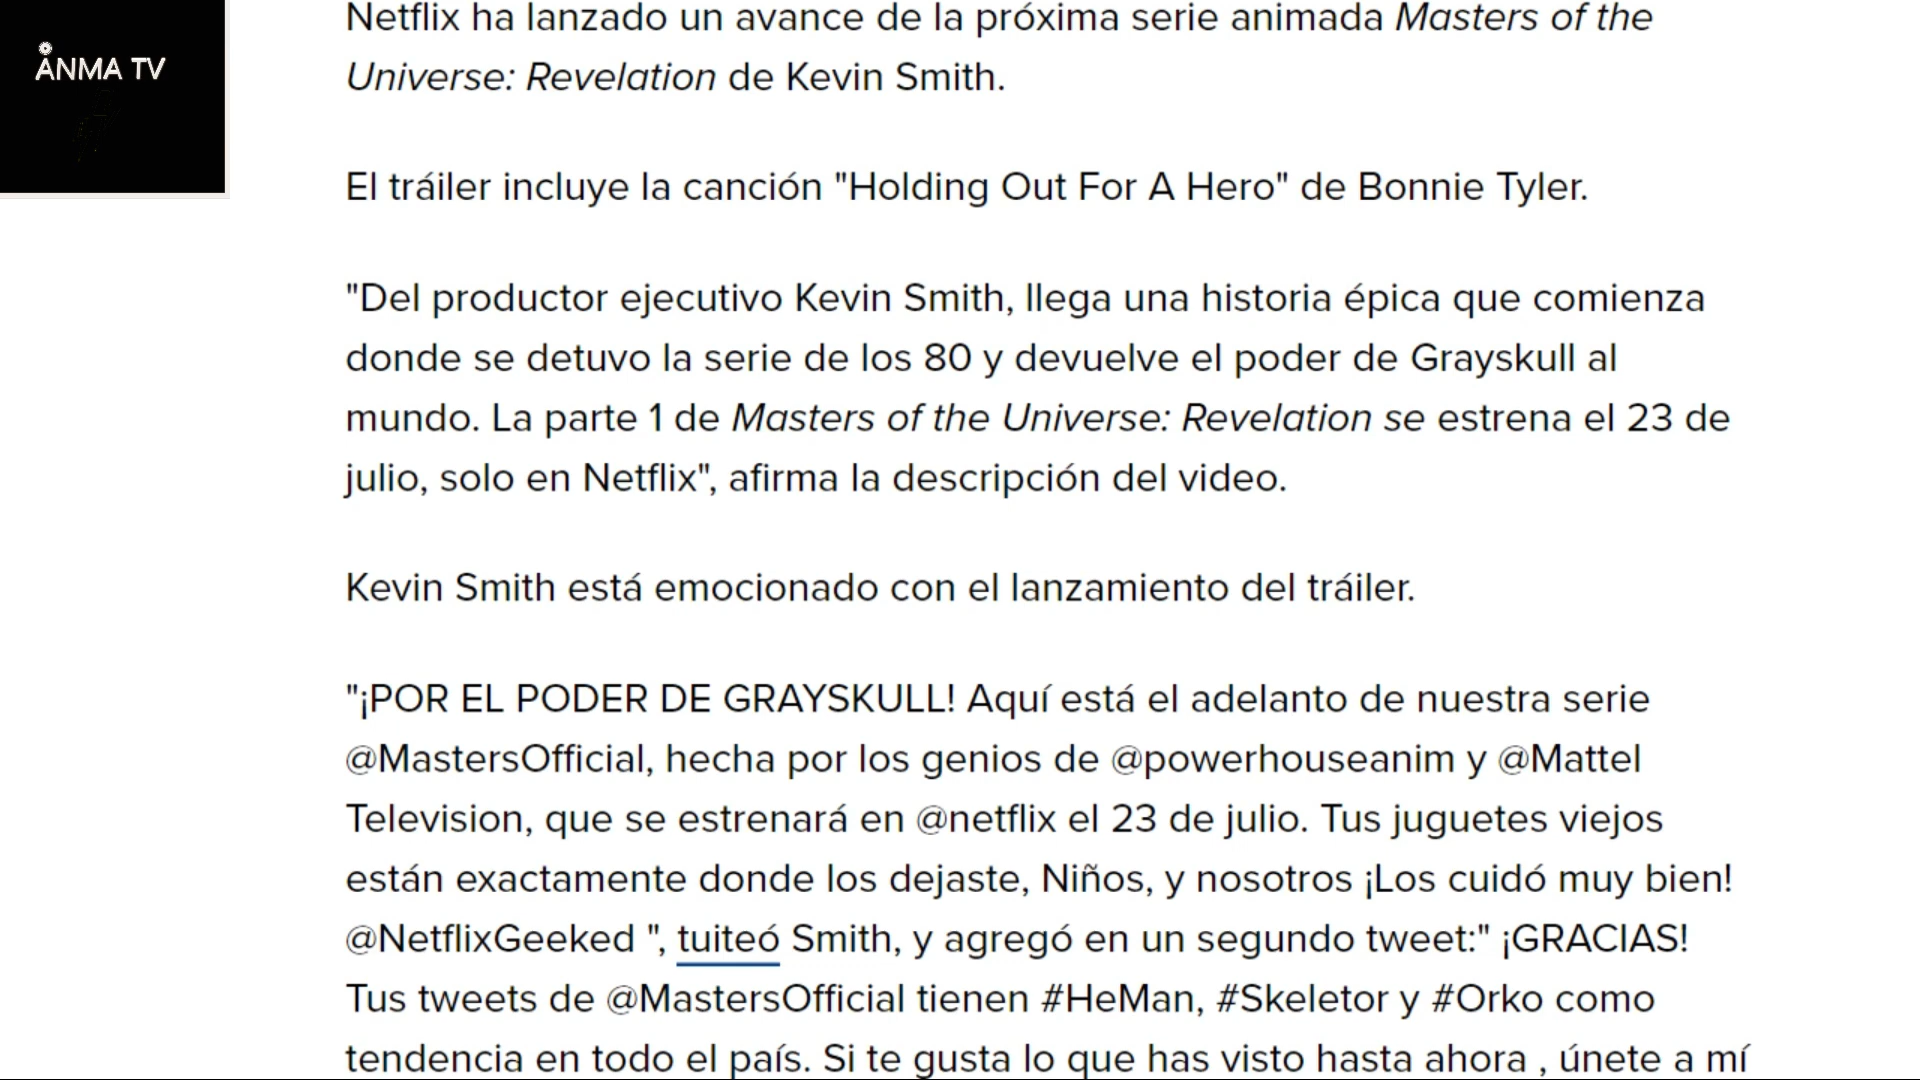 ANMA TV
Netflix ha lanzado un avance de la próxima serie animada Masters of the
Universe: Revelation de Kevin Smith.
El tráiler incluye la canción "Holding Out For A Hero" de Bonnie Tyler.
"Del productor ejecutivo Kevin Smith, llega una historia épica que comienza
donde se detuvo la serie de los 80 y devuelve el poder de Grayskull al
mundo. La parte 1 de Masters of the Universe: Revelation se estrena el 23 de
julio, solo en Netflix", afirma la descripción del video.
Kevin Smith está emocionado con el lanzamiento del tráiler.
"¡POR EL PODER DE GRAYSKULL! Aquí está el adelanto de nuestra serie
@MastersOfficial, hecha por los genios de @powerhouseanim y @Mattel
Television, que se estrenará en @netflix el 23 de julio. Tus juguetes viejos
están exactamente donde los dejaste, Niños, y nosotros ¡Los cuidó muy bien!
@NetflixGeeked ", tuiteó Smith, y agregó en un segundo tweet:" ¡GRACIAS!
Tus tweets de @MastersOfficial tienen #HeMan, #Skeletor y #Orko como
tendencia en todo el país. Si te gusta lo que has visto hasta ahora , únete a mí